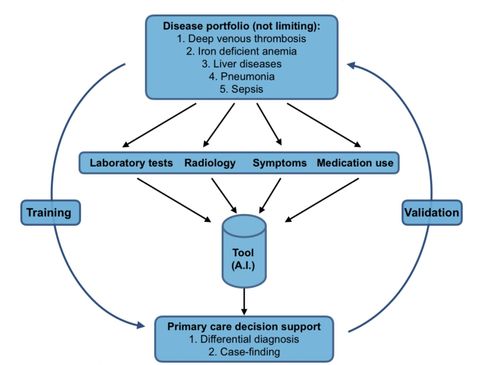 Disease portfolio (not limiting):
1. Deep venous thrombosis
2. Iron deficient anemia
3. Liver diseases
4. Pneumonia
5. Sepsis
Laboratory tests Radiology Symptoms Medication use
Training
Validation
Tool
(A.I.)
Primary care decision support
1. Differential diagnosis
2. Case-finding